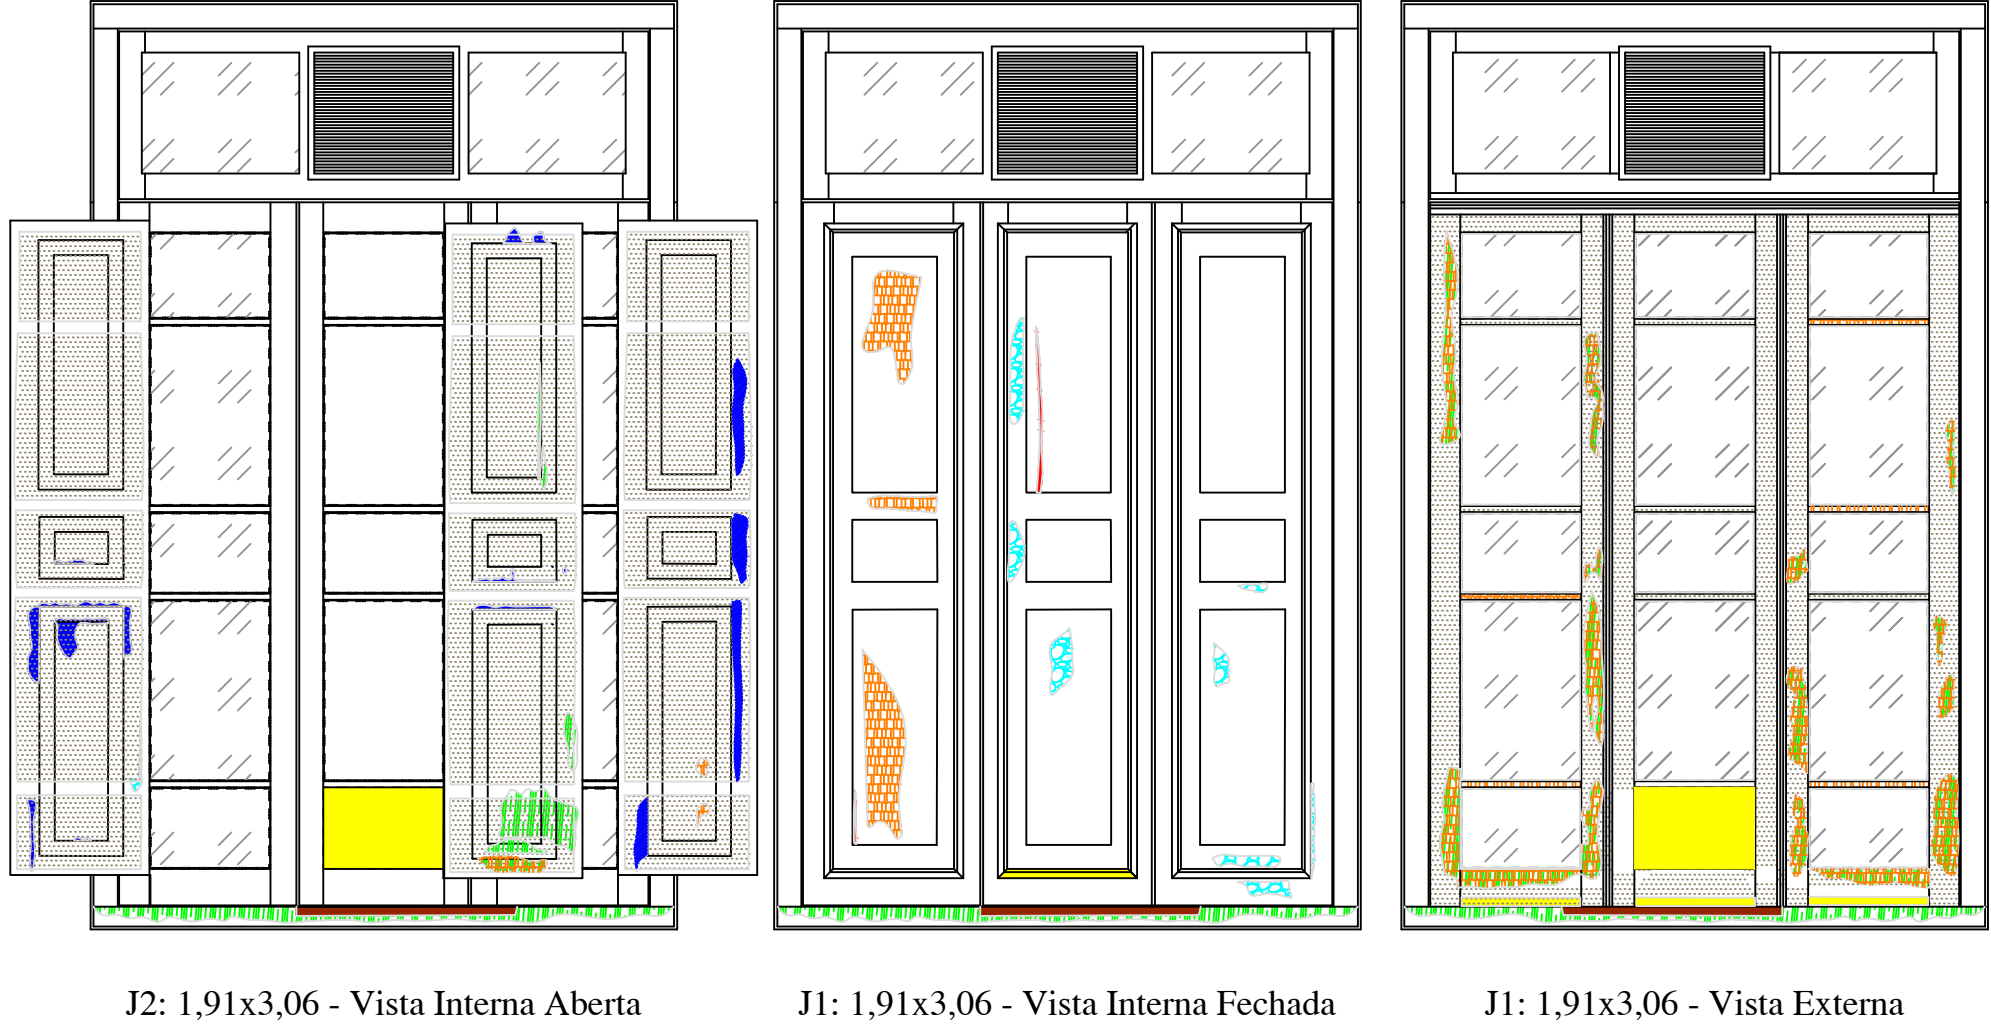 J2: 1,91x3,06 - Vista Interna Aberta
J1: 1,91x3,06 - Vista Interna Fechada
J1: 1,91x3,06 - Vista Externa